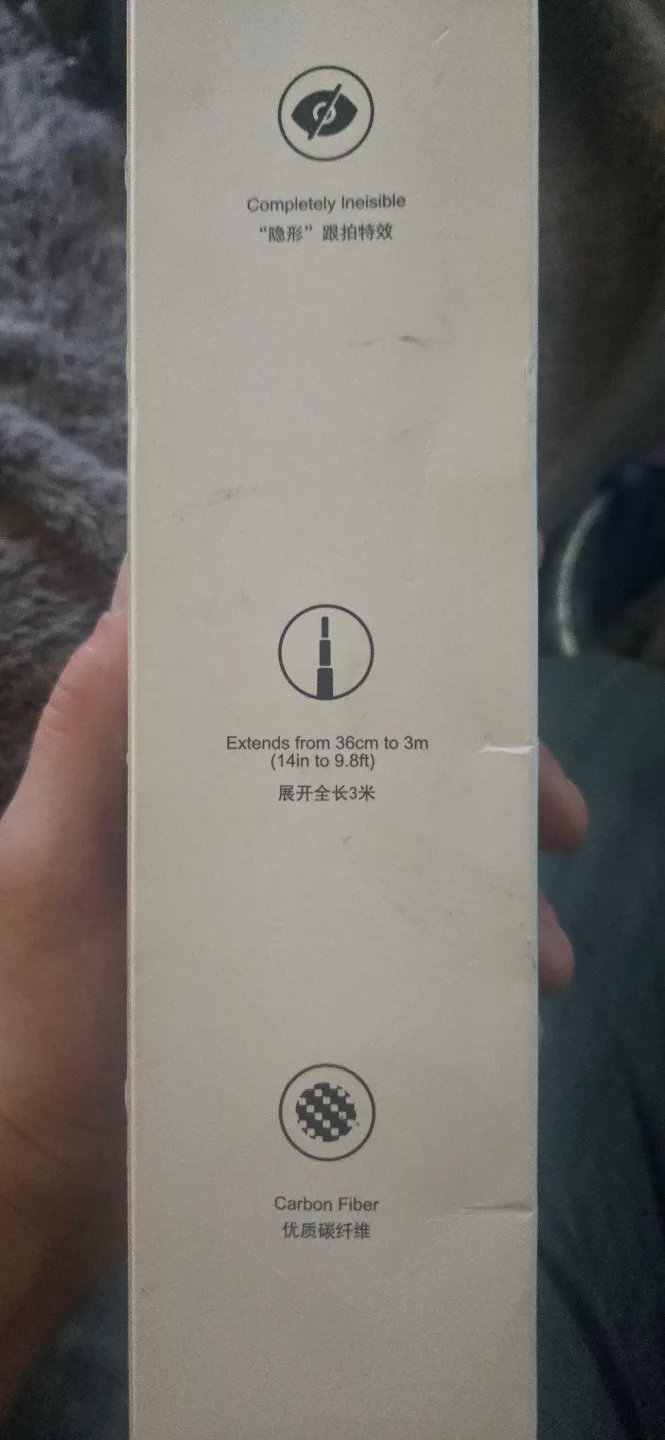 Completely Ineisible
“隐形”跟拍特效
Extends from 36cm to 3m
(14in to 9.8ft)
展开全长3米
Carbon Fiber
优质碳纤维